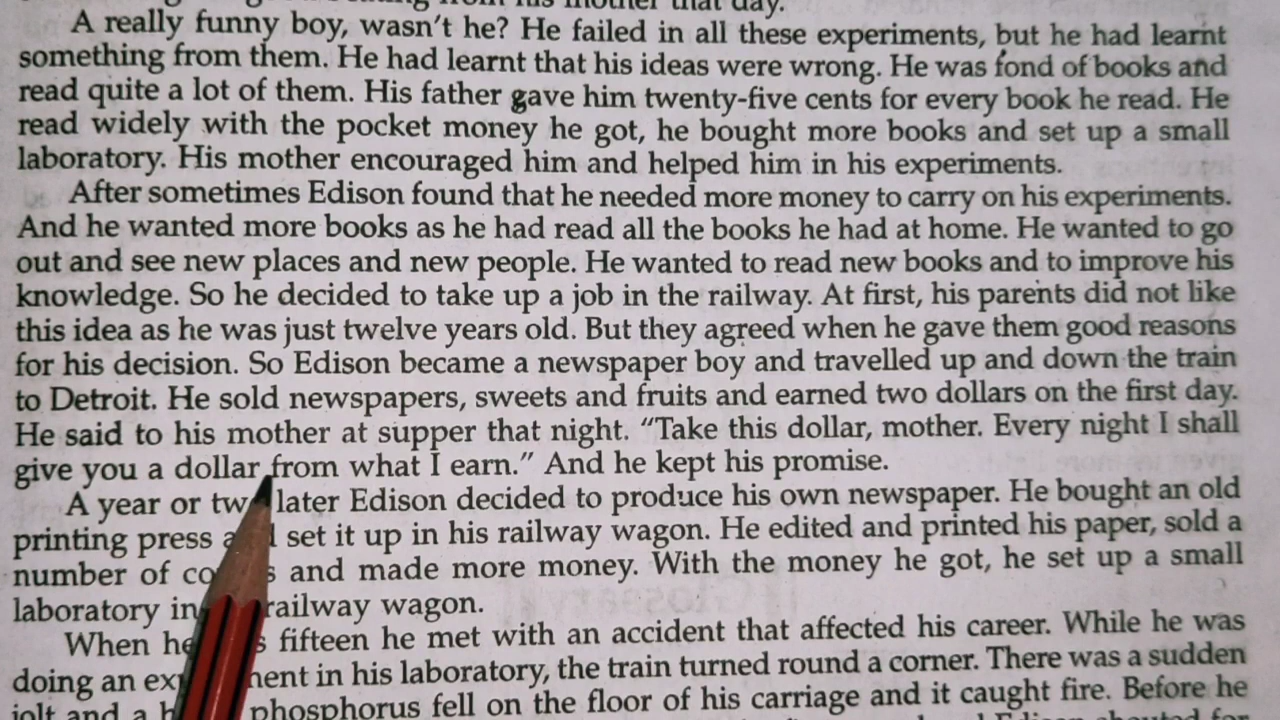 from his mother that day.
A really funny boy, wasn't he? He failed in all these experiments, but he had learnt
something from them. He had learnt that his ideas were wrong. He was fond of books and
read quite a lot of them. His father gave him twenty-five cents for every book he read. He
read widely with the pocket money he got, he bought more books and set up a small
laboratory. His mother encouraged him and helped him in his experiments.
After sometimes Edison found that he needed more money to carry on his experiments.
And he wanted more books as he had read all the books he had at home. He wanted to go
out and see new places and new people. He wanted to read new books and to improve his
knowledge. So he decided to take up a job in the railway. At first, his parents did not like
this idea as he was just twelve years old. But they agreed when he gave them good reasons
for his decision. So Edison became a newspaper boy and travelled up and down the train
to Detroit. He sold newspapers, sweets and fruits and earned two dollars on the first day.
He said to his mother at supper that night. "Take this dollar, mother. Every night I shall
give you a dollar from what I earn." And he kept his promise.
A year or later Edison decided to produce his own newspaper. He bought an old
printing press set it up in his railway wagon. He edited and printed his paper, sold a
number of and made more money. With the money he got, he set up a small
laboratory in railway wagon.
When he fifteen he met with an accident that affected his career. While he was
doing an in his laboratory, the train turned round a corner. There was a sudden
jolt and a phosphorus fell on the floor of his carriage and it caught fire. Before he